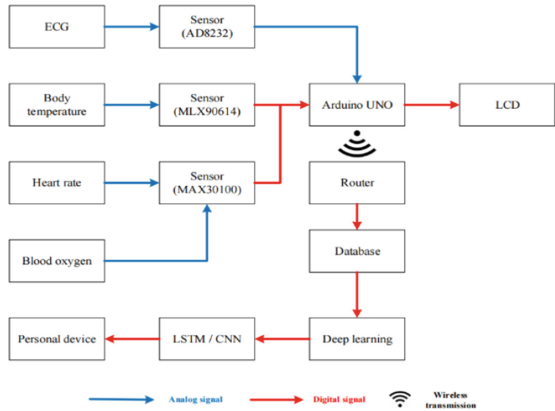 ECG
Sensor
(AD8232)
Body
temperature
Sensor
(MLX90614)
Arduino UNO
LCD
Heart rate
Sensor
(MAX30100)
Router
Blood oxygen
Database
Personal device
LSTM / CNN
Deep learning
Analog signal
Digital signal
Wireless
transmission